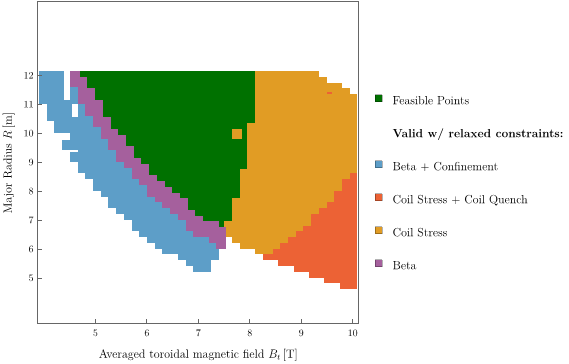 Major Radius R [m]
12
11
10
9
8
7
6
5
5 6 7 8 9 10
Averaged toroidal magnetic field Bt [T]
Feasible Points
Valid w/ relaxed constraints:
Beta + Confinement
Coil Stress + Coil Quench
Coil Stress
Beta